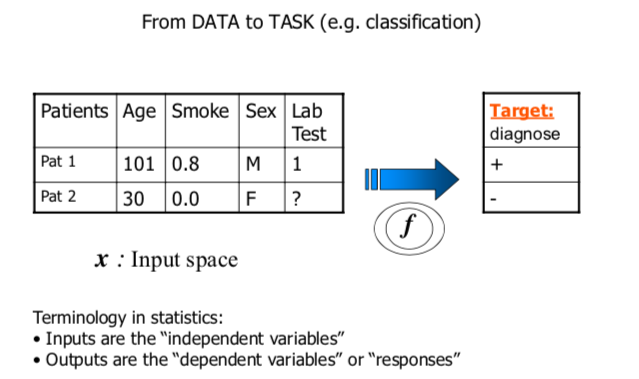 From DATA to TASK (e.g. classification)
Patients Age Smoke Sex Lab Test
Pat 1 101 0.8 M 1
Pat 2 30 0.0 F ?
Target:
diagnose
+
-
f
x : Input space
Terminology in statistics:
• Inputs are the “independent variables”
• Outputs are the “dependent variables” or “responses”